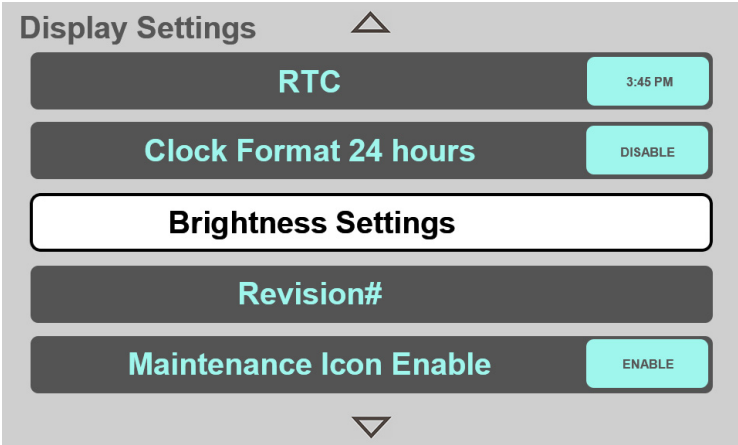 Display Settings
RTC
3:45 PM
Clock Format 24 hours
DISABLE
Brightness Settings
Revision#
Maintenance Icon Enable
ENABLE